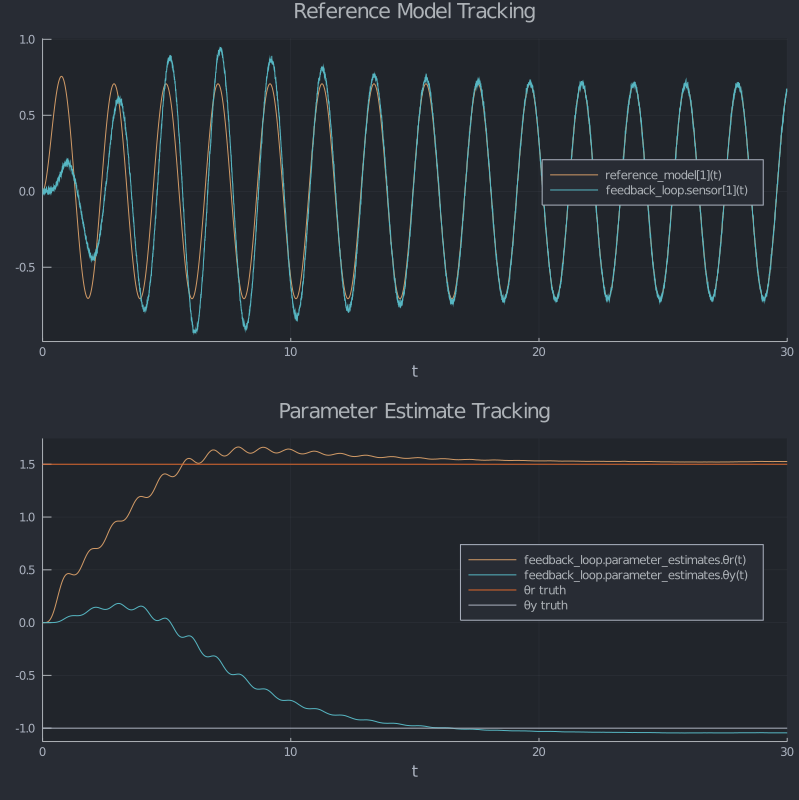 Reference Model Tracking
1.0
0.5
0.0
-0.5
reference_model[1](t)
feedback_loop.sensor[1](t)
0 10 20 30
t
Parameter Estimate Tracking
1.5
1.0
0.5
0.0
-0.5
-1.0
feedback_loop.parameter_estimates.θr(t)
feedback_loop.parameter_estimates.θy(t)
θr truth
θy truth
0 10 20 30
t